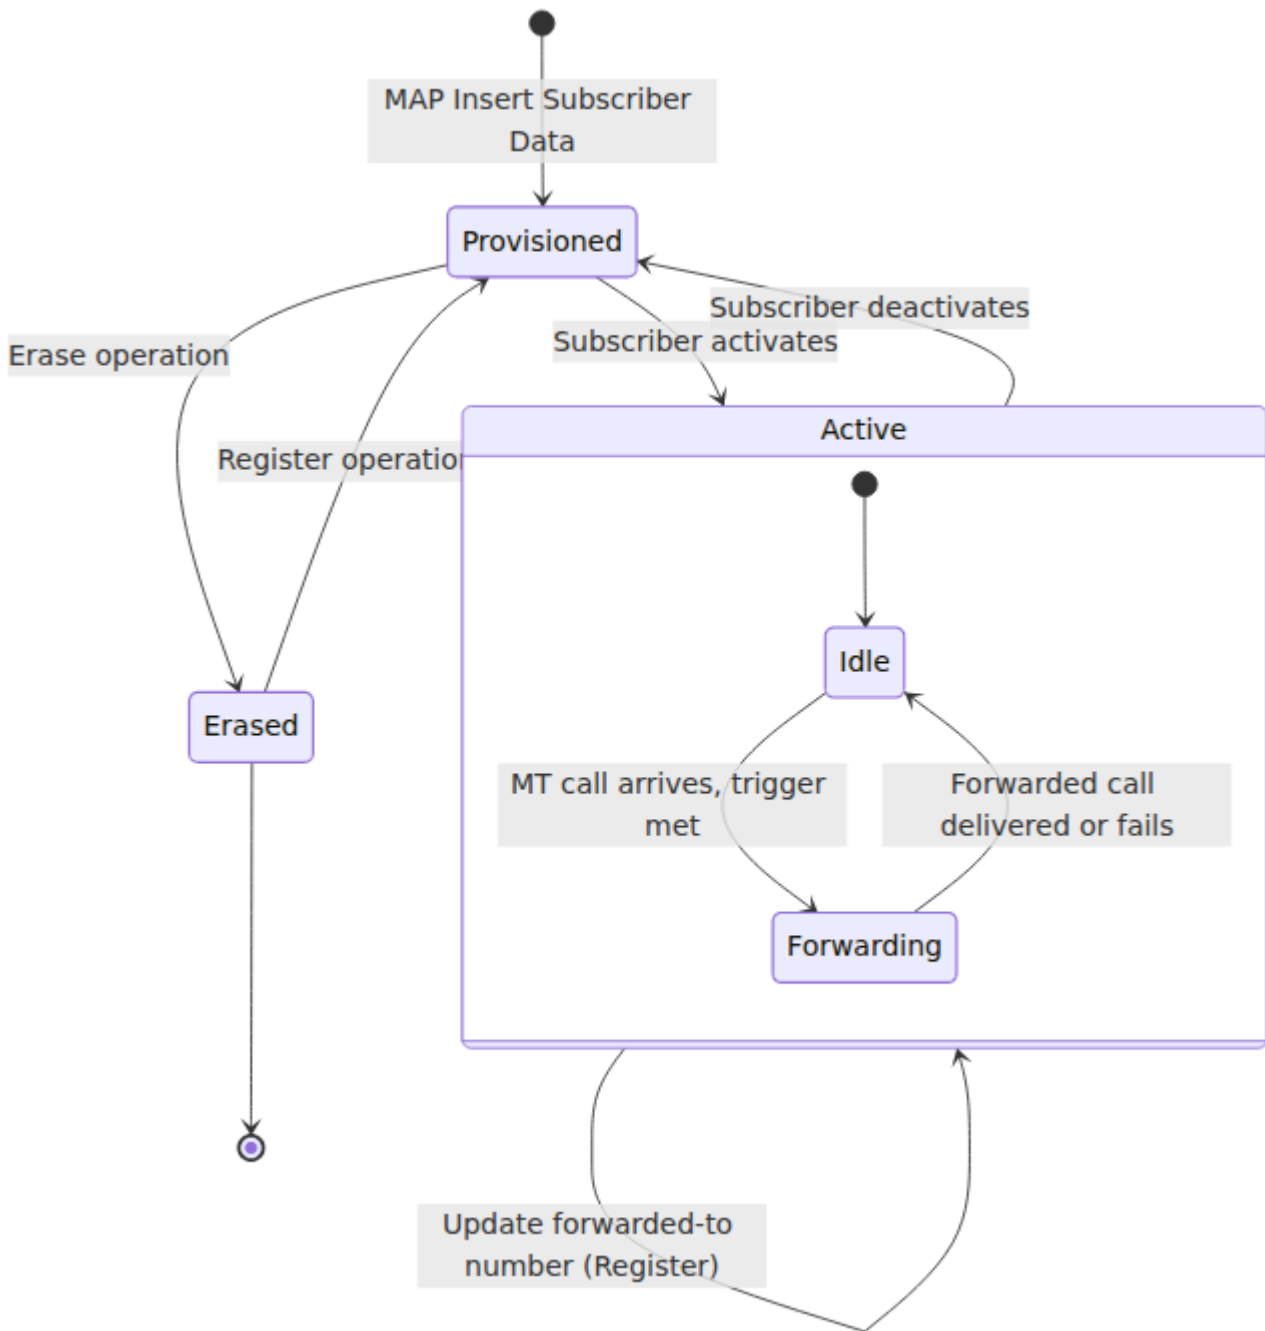 MAP Insert Subscriber
Data
Provisioned
Subscriber deactivates
Subscriber activates
Erase operation
Register operation
Active
Idle
Erased
MT call arrives, trigger
met
Forwarded call
delivered or fails
Forwarding
Update forwarded-to
number (Register)